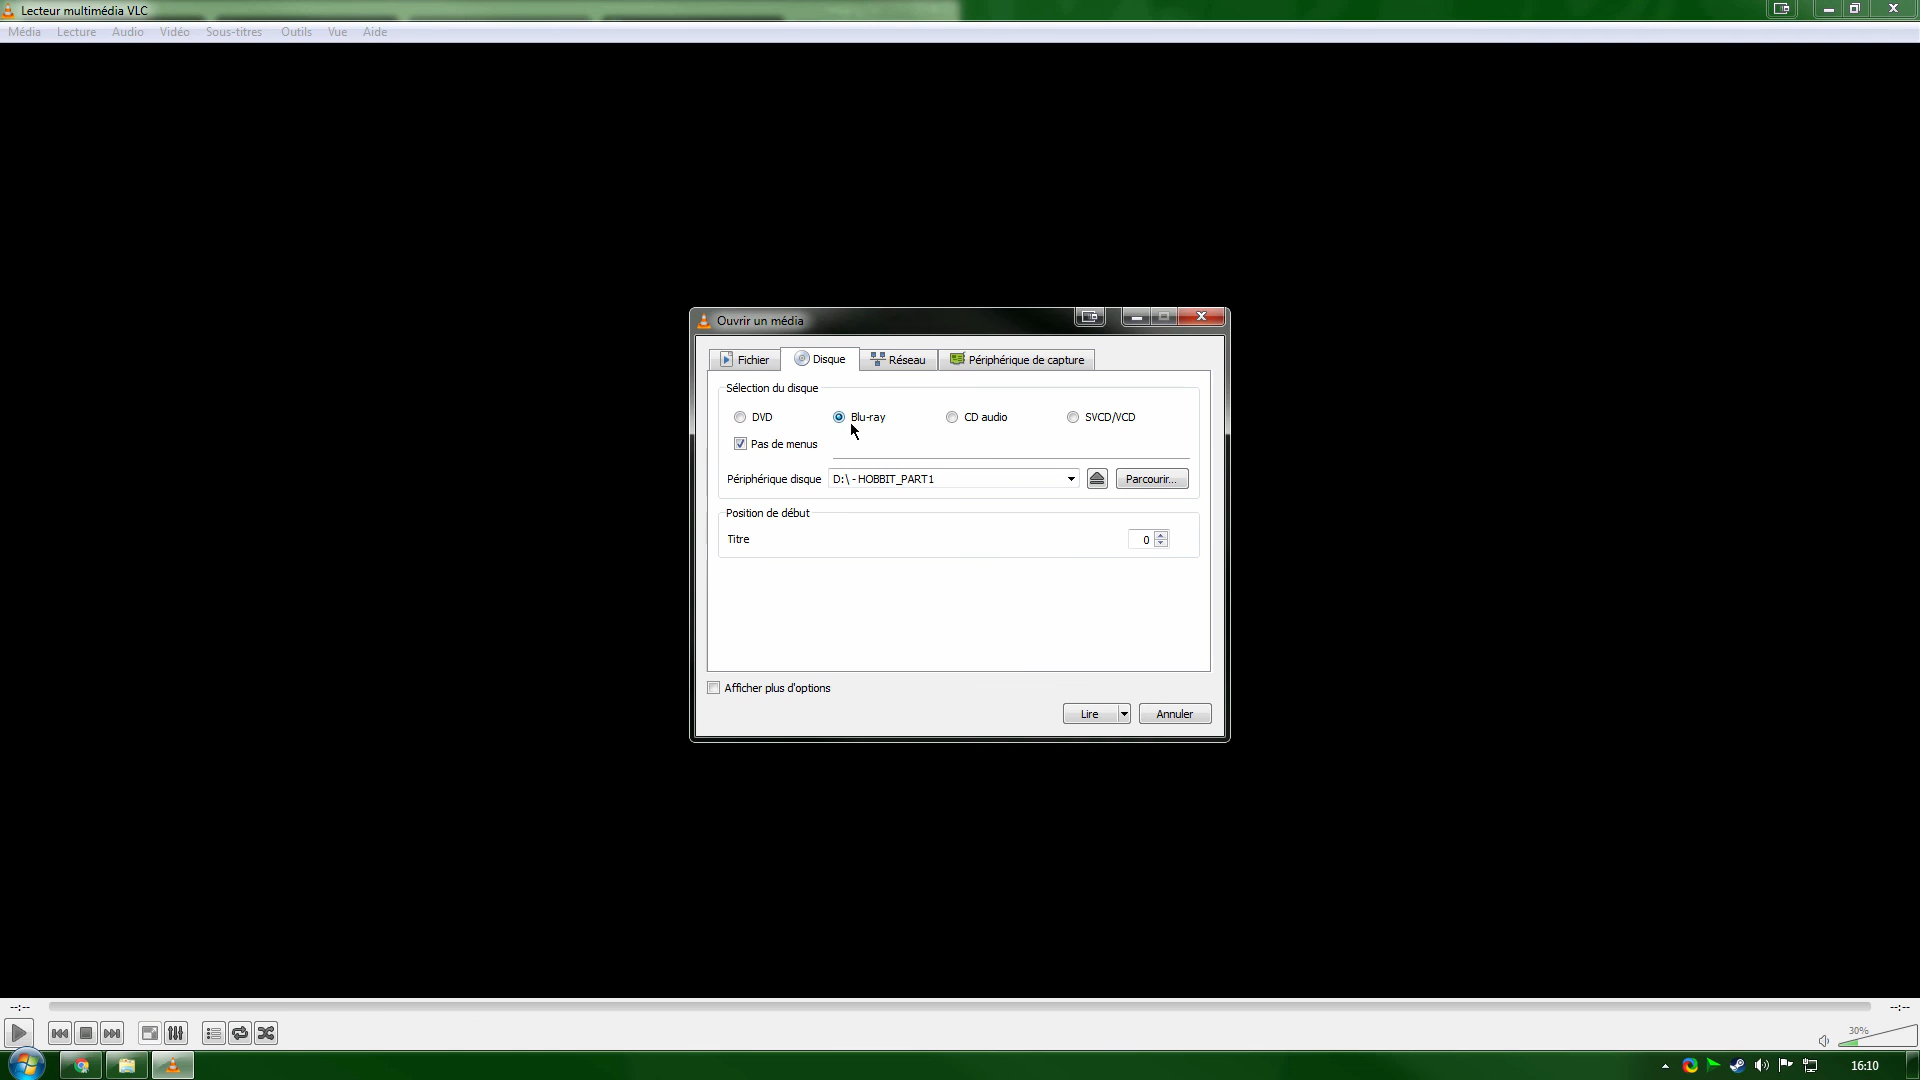 Lecteur multimédia VLC
Média Lecture Audio Vidéo Sous-titres Outils Vue Aide
Ouvrir un média
Fichier Disque Réseau Périphérique de capture
Sélection du disque
DVD Blu-ray CD audio SVCD/VCD
Pas de menus
Périphérique disque D:\ - HOBBIT_PART1 Parcourir...
Position de début
Titre 0
Afficher plus d'options
Lire Annuler
--:-- --:--
30%
16:10